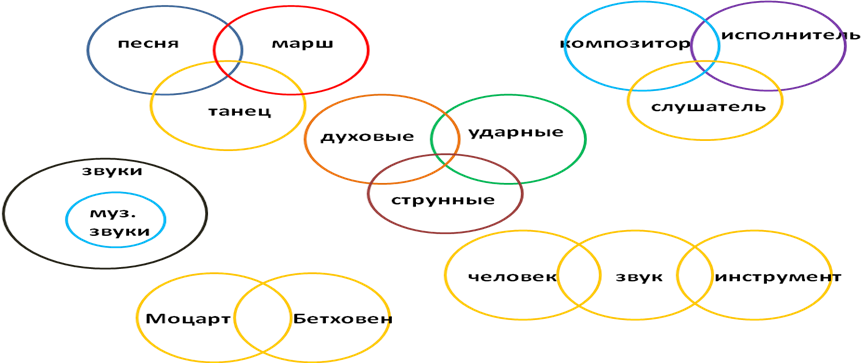 песня
марш
танец
композитор
исполнитель
слушатель
духовые
ударные
струнные
звуки
муз.
звуки
человек
звук
инструмент
Моцарт
Бетховен